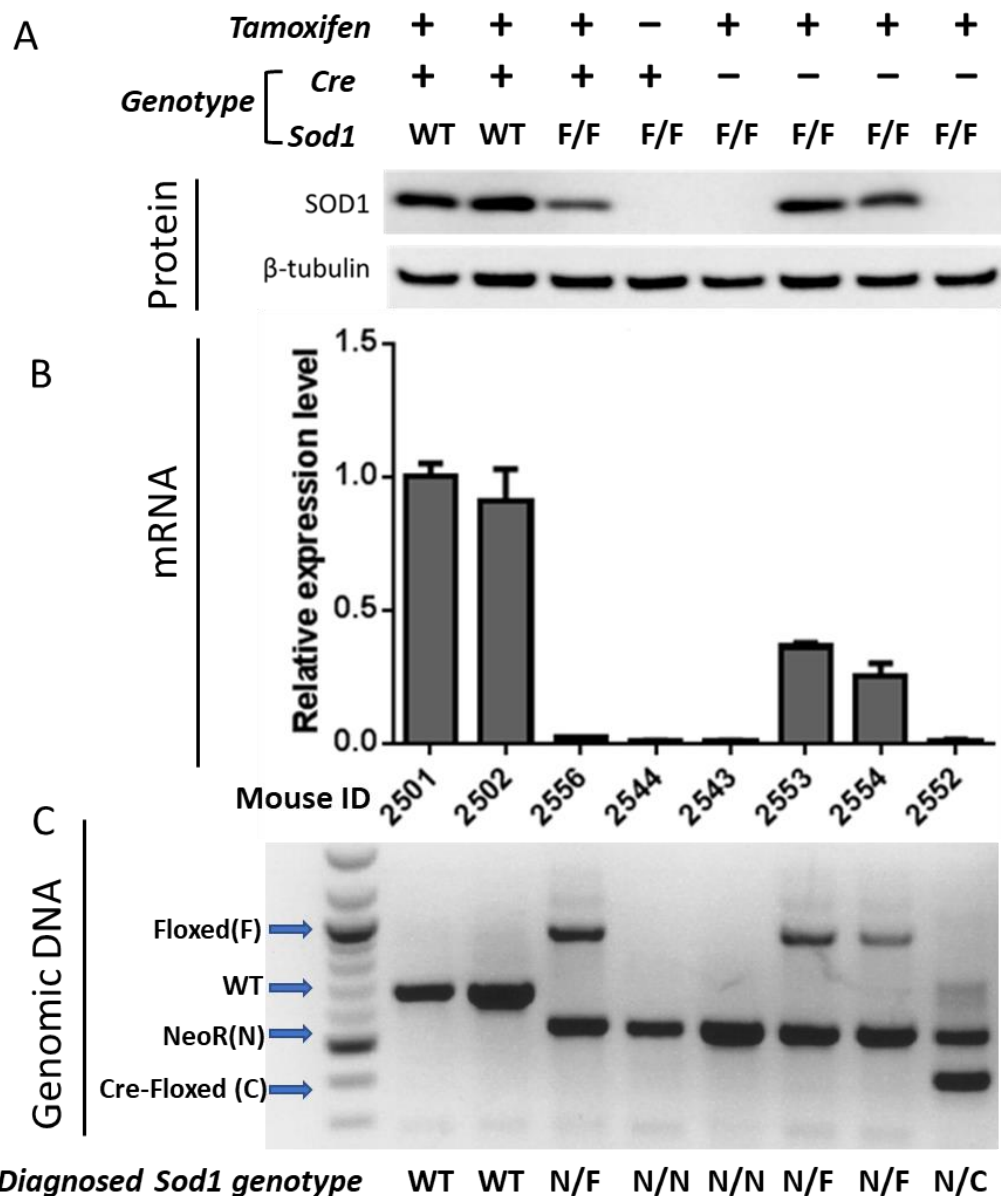 A
Tamoxifen + + + − + + + +
Genotype
Cre + + + + − − − −
Sod1 WT WT F/F F/F F/F F/F F/F F/F
Protein
SOD1
β-tubulin
B
mRNA
Relative expression level
1.5
1.0
0.5
0.0
Mouse ID 2501 2502 2556 2544 2543 2553 2554 2552
C
Genomic DNA
Floxed(F)
WT
NeoR(N)
Cre-Floxed (C)
Diagnosed Sod1 genotype WT WT N/F N/N N/N N/F N/F N/C